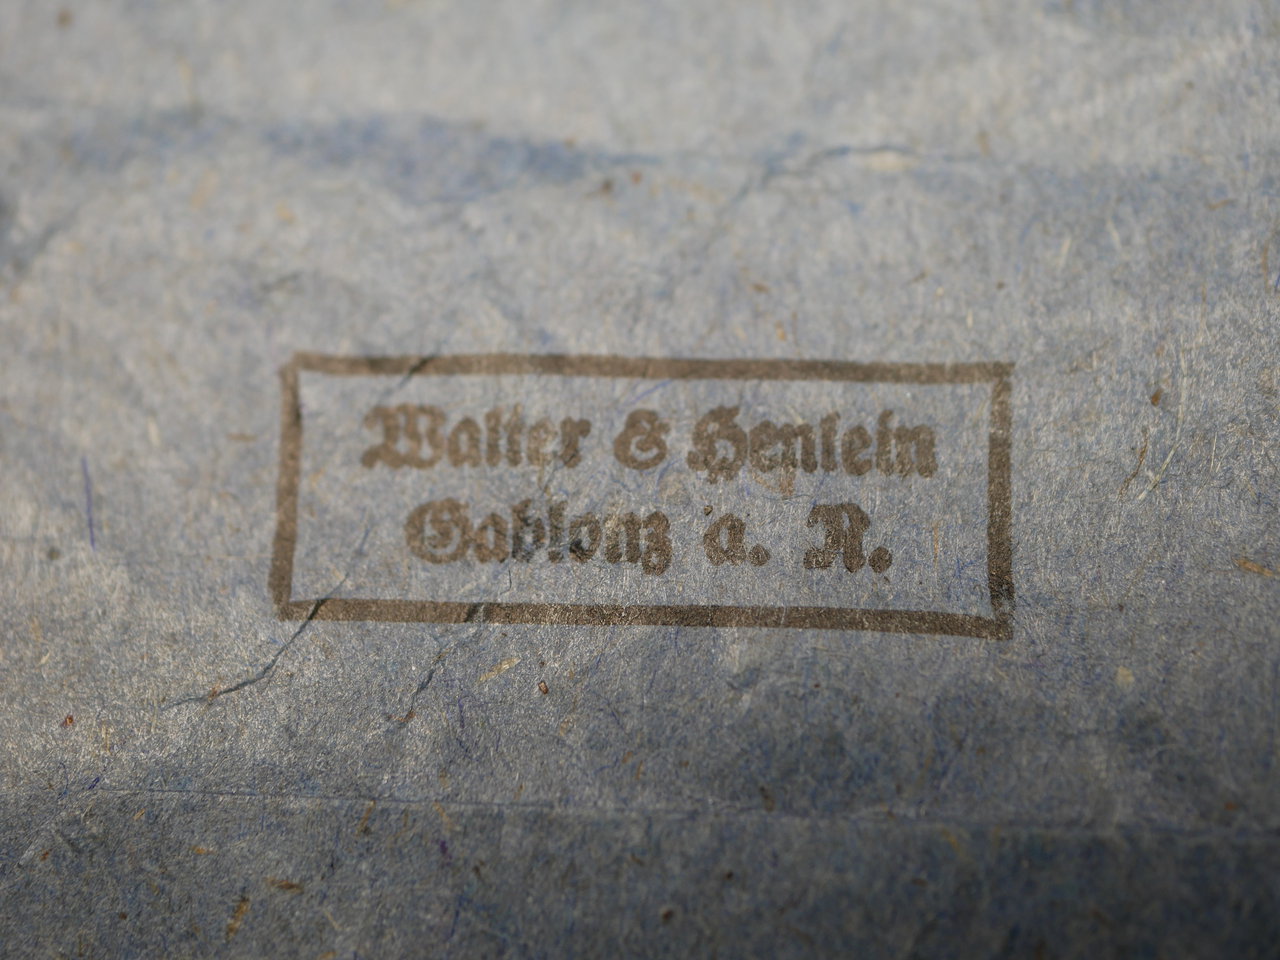 Walter & Henlein
Gablonz a. N.